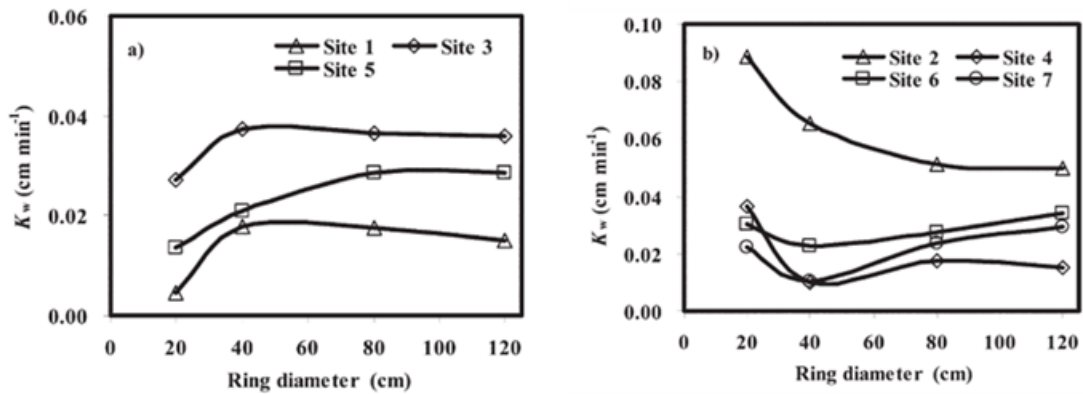 a)
Site 1
Site 3
Site 5
0.06
0.04
0.02
0.00
K_w (cm min⁻¹)
0 20 40 60 80 100 120
Ring diameter (cm)
b)
Site 2
Site 4
Site 6
Site 7
0.10
0.08
0.06
0.04
0.02
0.00
K_w (cm min⁻¹)
0 20 40 60 80 100 120
Ring diameter (cm)